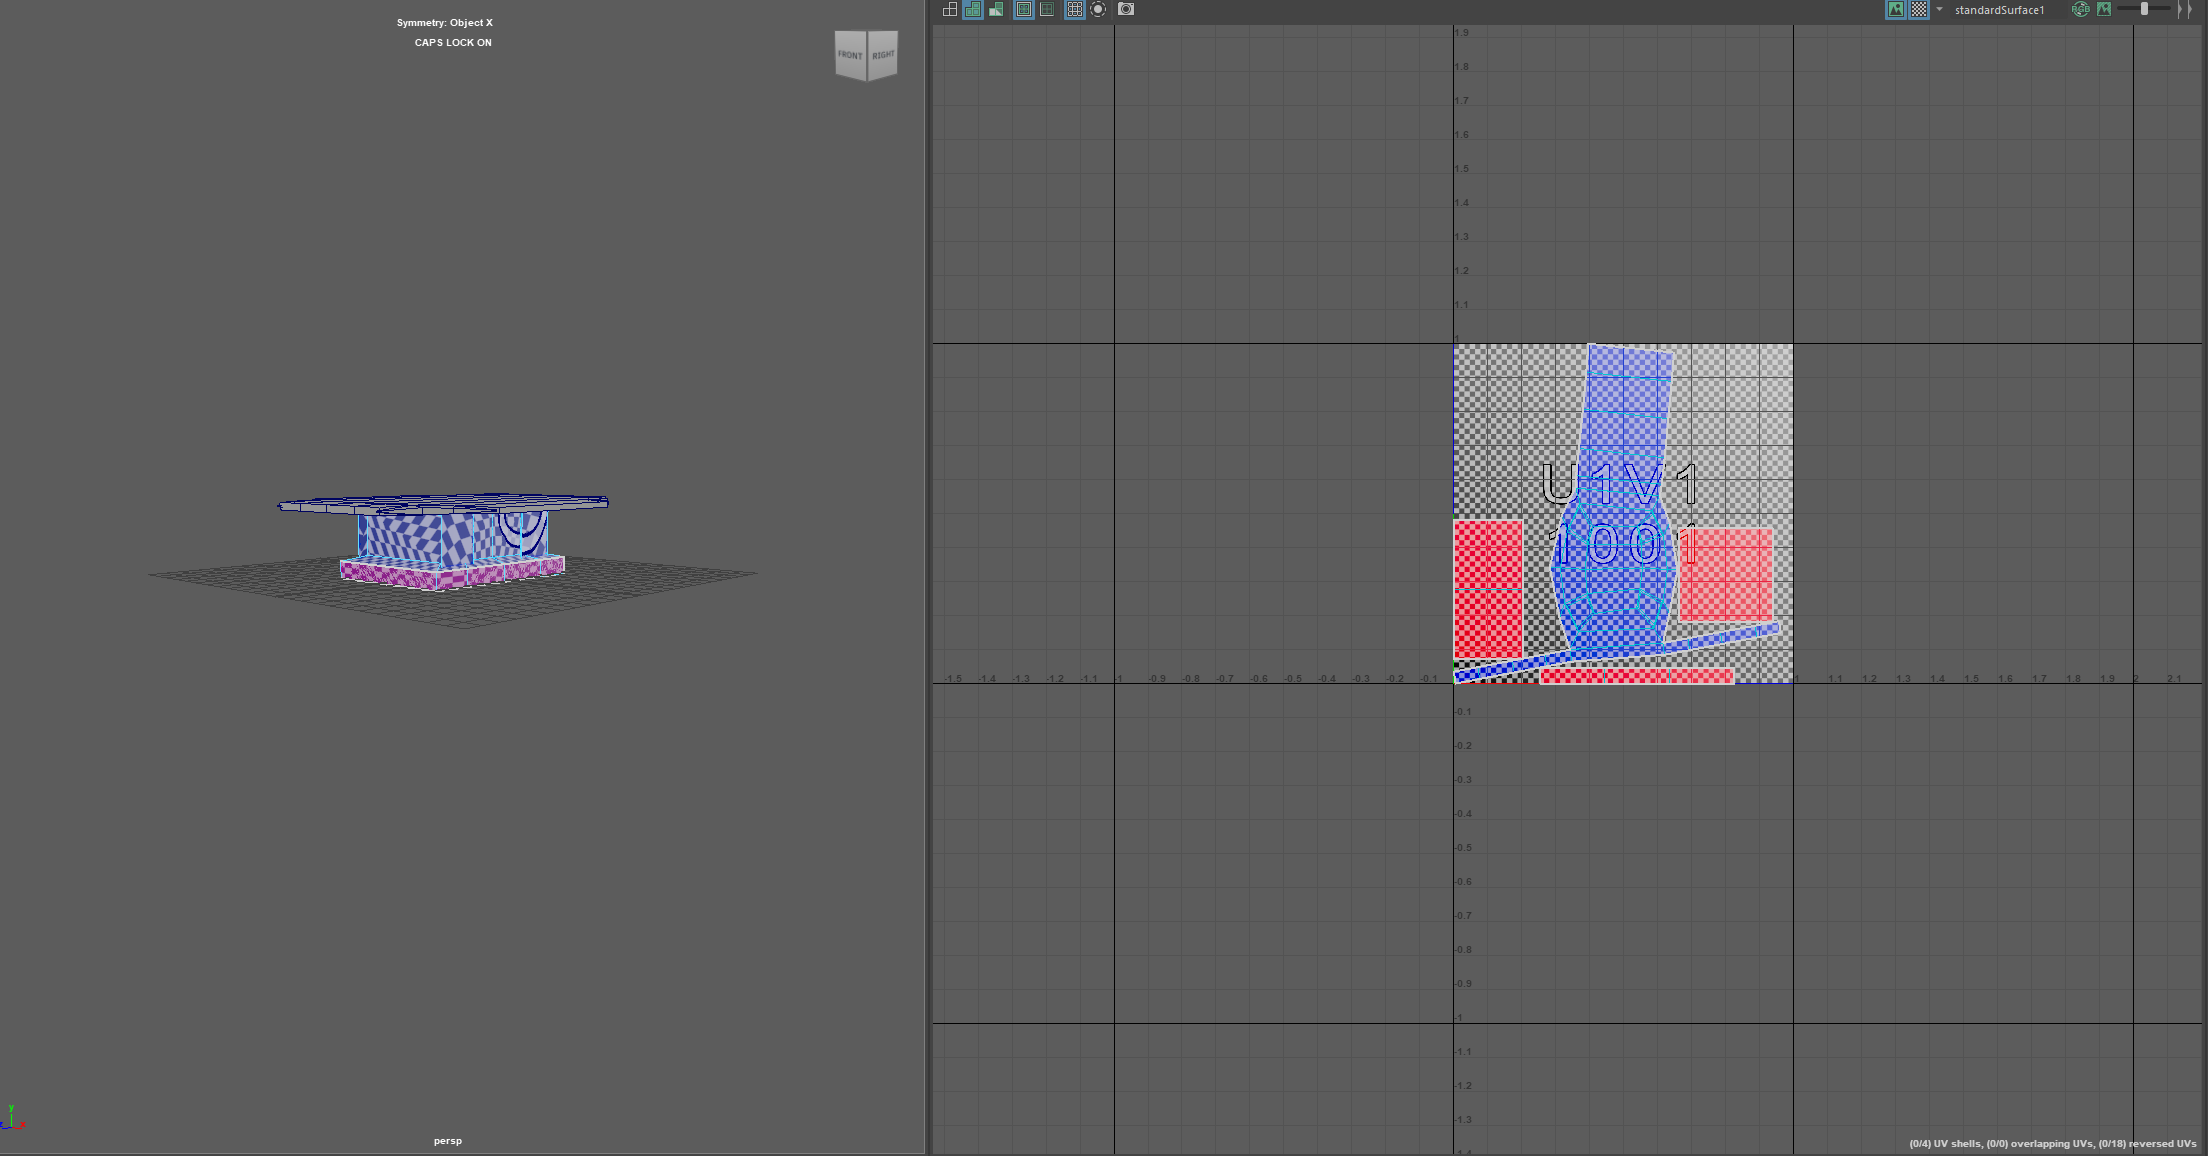 Symmetry: Object X
CAPS LOCK ON
FRONT
RIGHT
y
persp
standardSurface1
RGB
1.9
1.8
1.7
1.6
1.5
1.4
1.3
1.2
1.1
1
U1V1
1001
-1.5 -1.4 -1.3 -1.2 -1.1 -1 -0.9 -0.8 -0.7 -0.6 -0.5 -0.4 -0.3 -0.2 -0.1 1 1.1 1.2 1.3 1.4 1.5 1.6 1.7 1.8 1.9 2 2.1
-0.1
-0.2
-0.3
-0.4
-0.5
-0.6
-0.7
-0.8
-0.9
-1
-1.1
-1.2
-1.3
(0/4) UV shells, (0/0) overlapping UVs, (0/18) reversed UVs